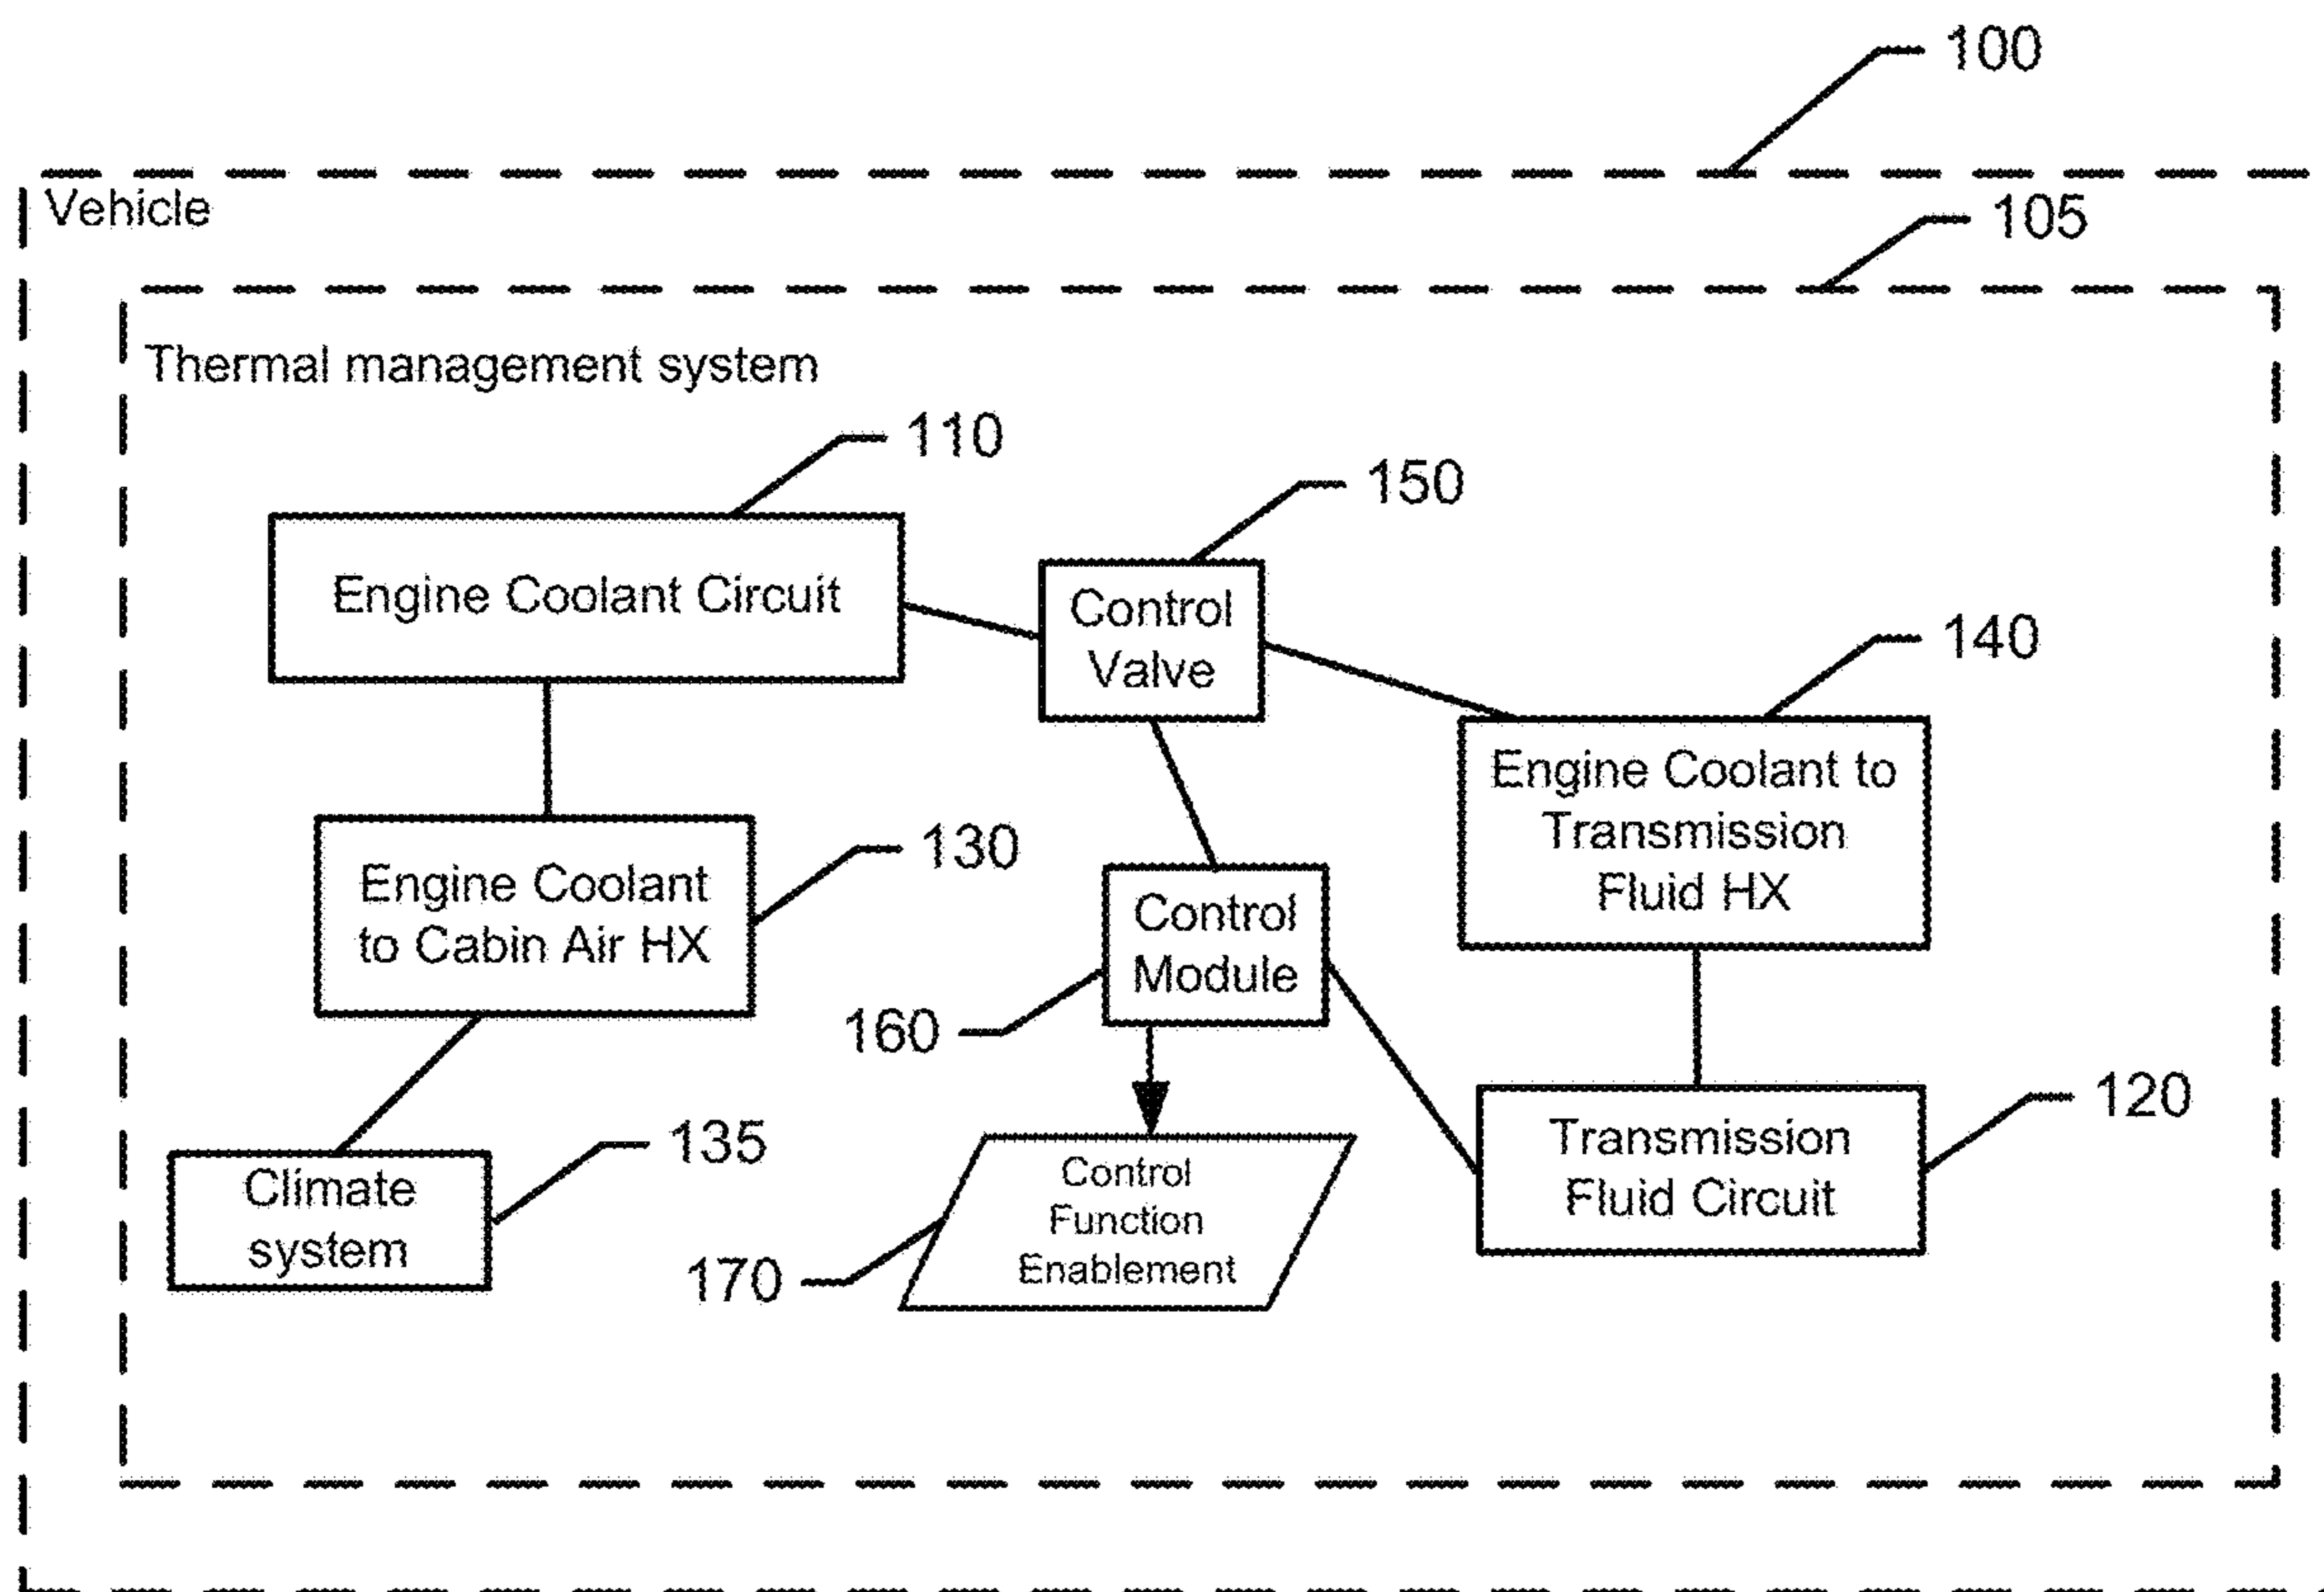 100
Vehicle
105
Thermal management system
110
150
Engine Coolant Circuit
Control
Valve
140
Engine Coolant to
Transmission
Fluid HX
130
Engine Coolant
to Cabin Air HX
Control
Module
160
120
Transmission
Fluid Circuit
135
Climate
system
Control
Function
Enablement
170